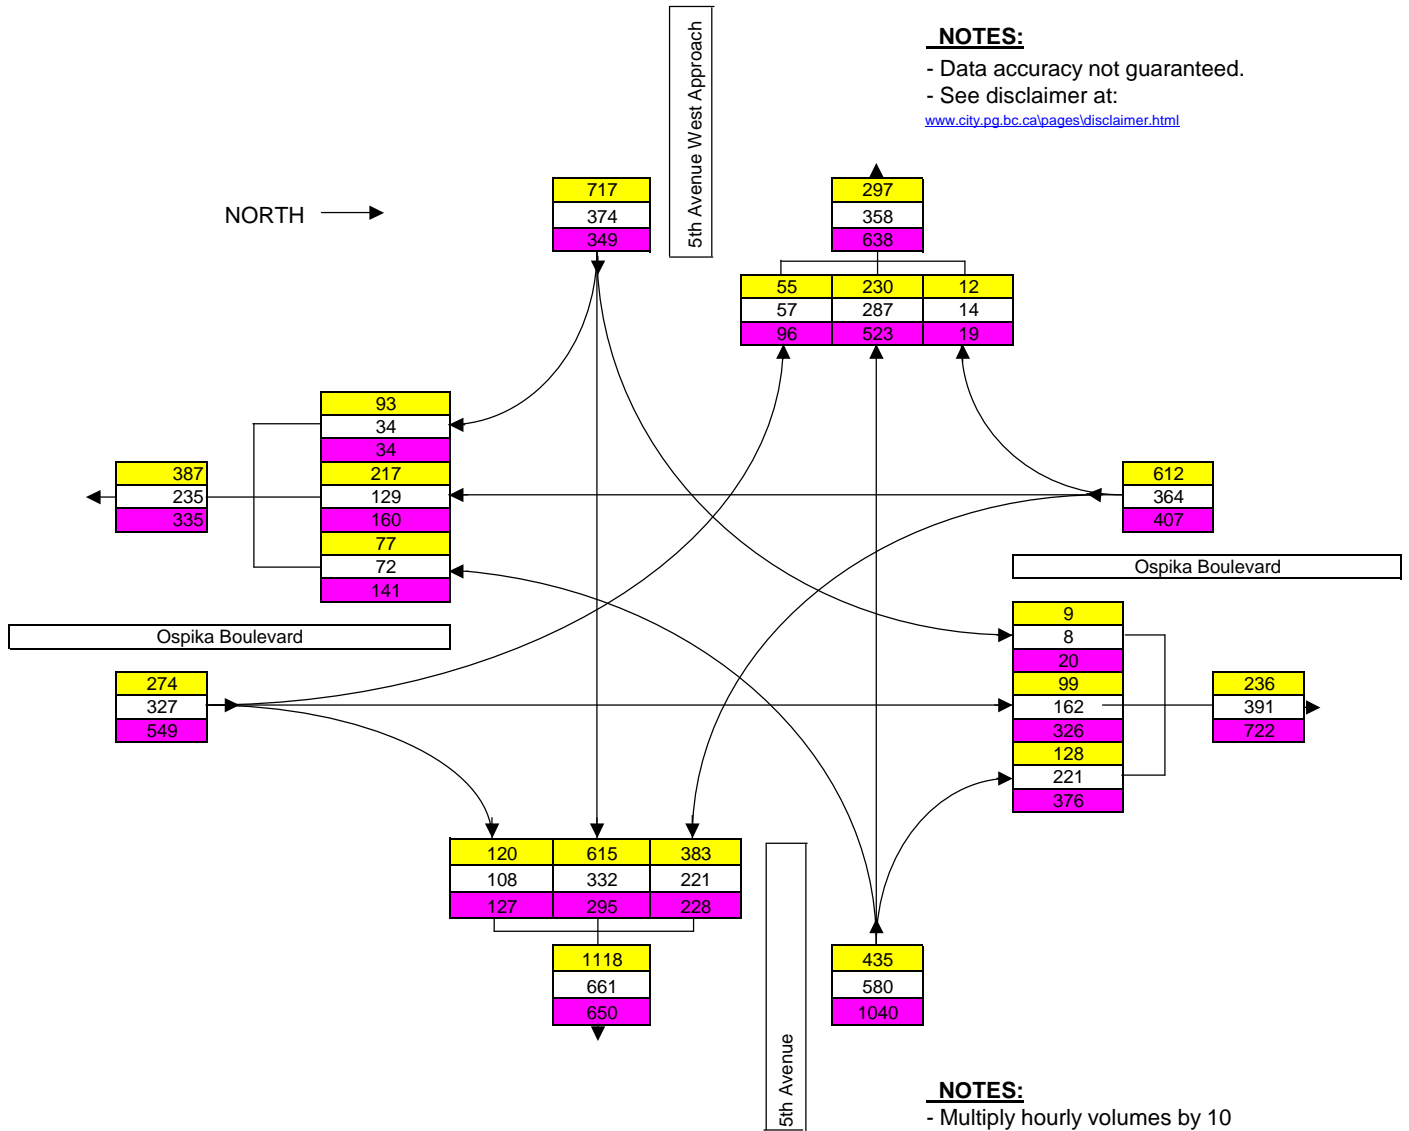 5th Avenue West Approach
NOTES:
- Data accuracy not guaranteed.
- See disclaimer at:
www.city.pg.bc.ca\pages\disclaimer.html
NORTH
717
374
349
297
358
638
55 230 12
57 287 14
96 523 19
93
34
34
217
129
160
77
72
141
387
235
335
612
364
407
Ospika Boulevard
Ospika Boulevard
9
8
20
99
162
326
128
221
376
236
391
722
274
327
549
120 615 383
108 332 221
127 295 228
1118
661
650
435
580
1040
5th Avenue
NOTES:
- Multiply hourly volumes by 10